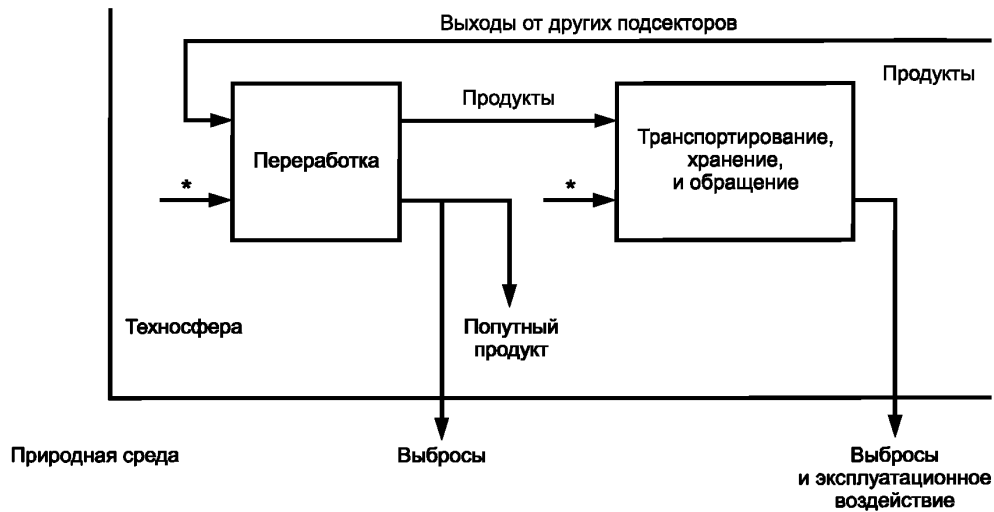 Выходы от других подсекторов
Продукты
Продукты
Переработка
Транспортирование,
хранение,
и обращение
*
*
Техносфера
Попутный
продукт
Природная среда
Выбросы
Выбросы
и эксплуатационное
воздействие